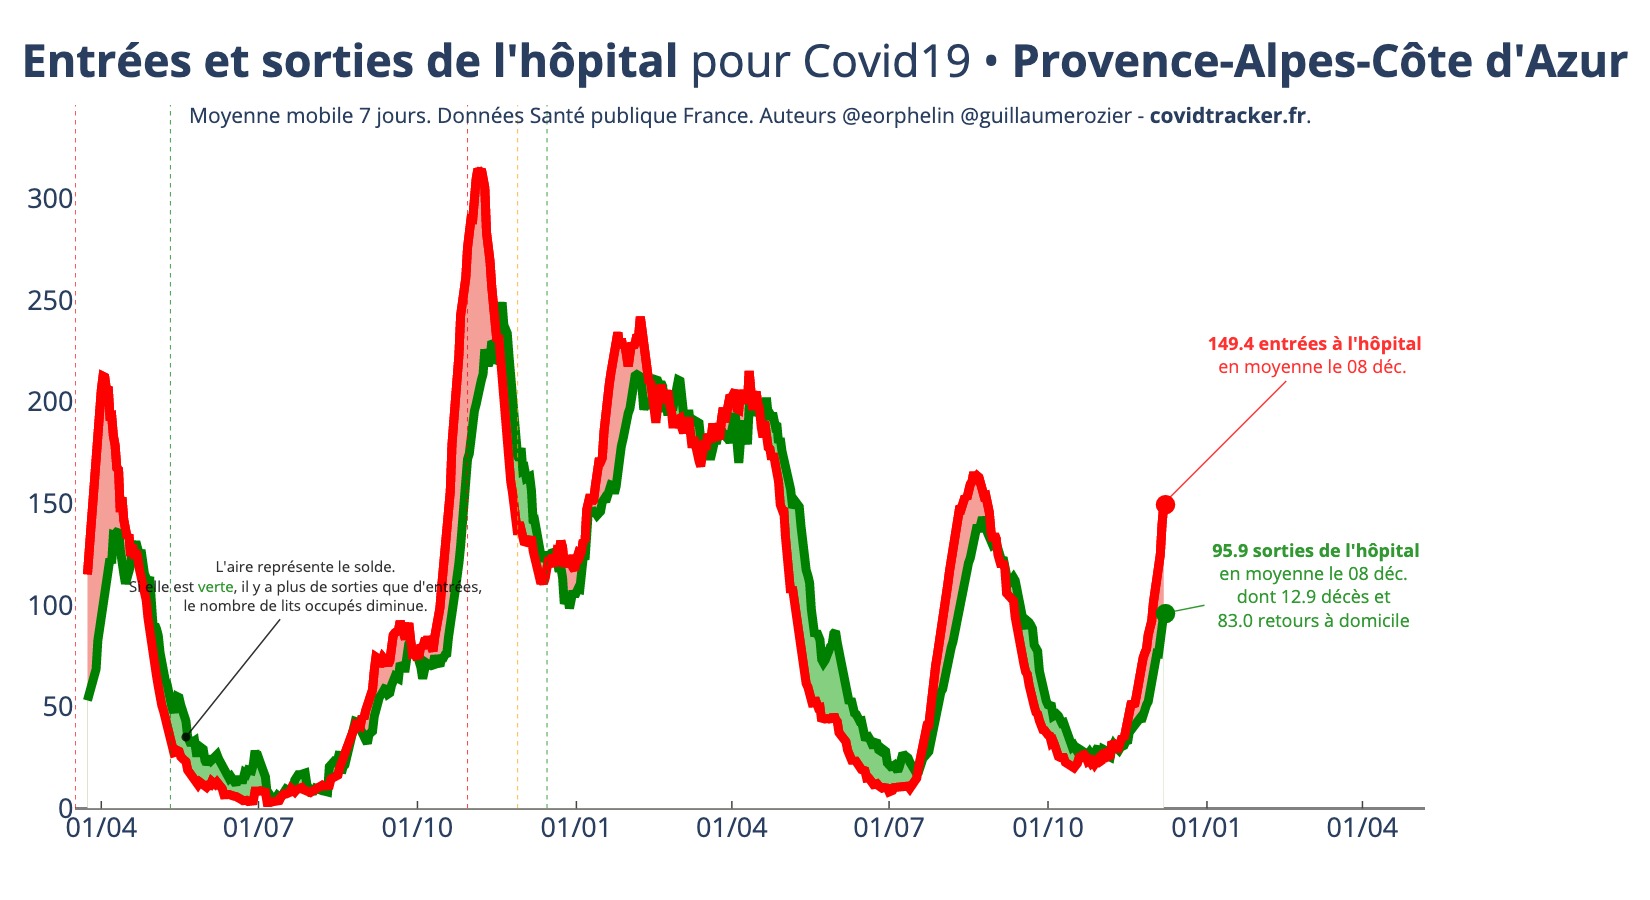 Entrées et sorties de l'hôpital pour Covid19 • Provence-Alpes-Côte d'Azur
Moyenne mobile 7 jours. Données Santé publique France. Auteurs @eorphelin @guillaumerozier - covidtracker.fr.
300
250
200
150
100
50
0
149.4 entrées à l'hôpital
en moyenne le 08 déc.
95.9 sorties de l'hôpital
en moyenne le 08 déc.
dont 12.9 décès et
83.0 retours à domicile
L'aire représente le solde.
Si elle est verte, il y a plus de sorties que d'entrées,
le nombre de lits occupés diminue.
01/04 01/07 01/10 01/01 01/04 01/07 01/10 01/01 01/04